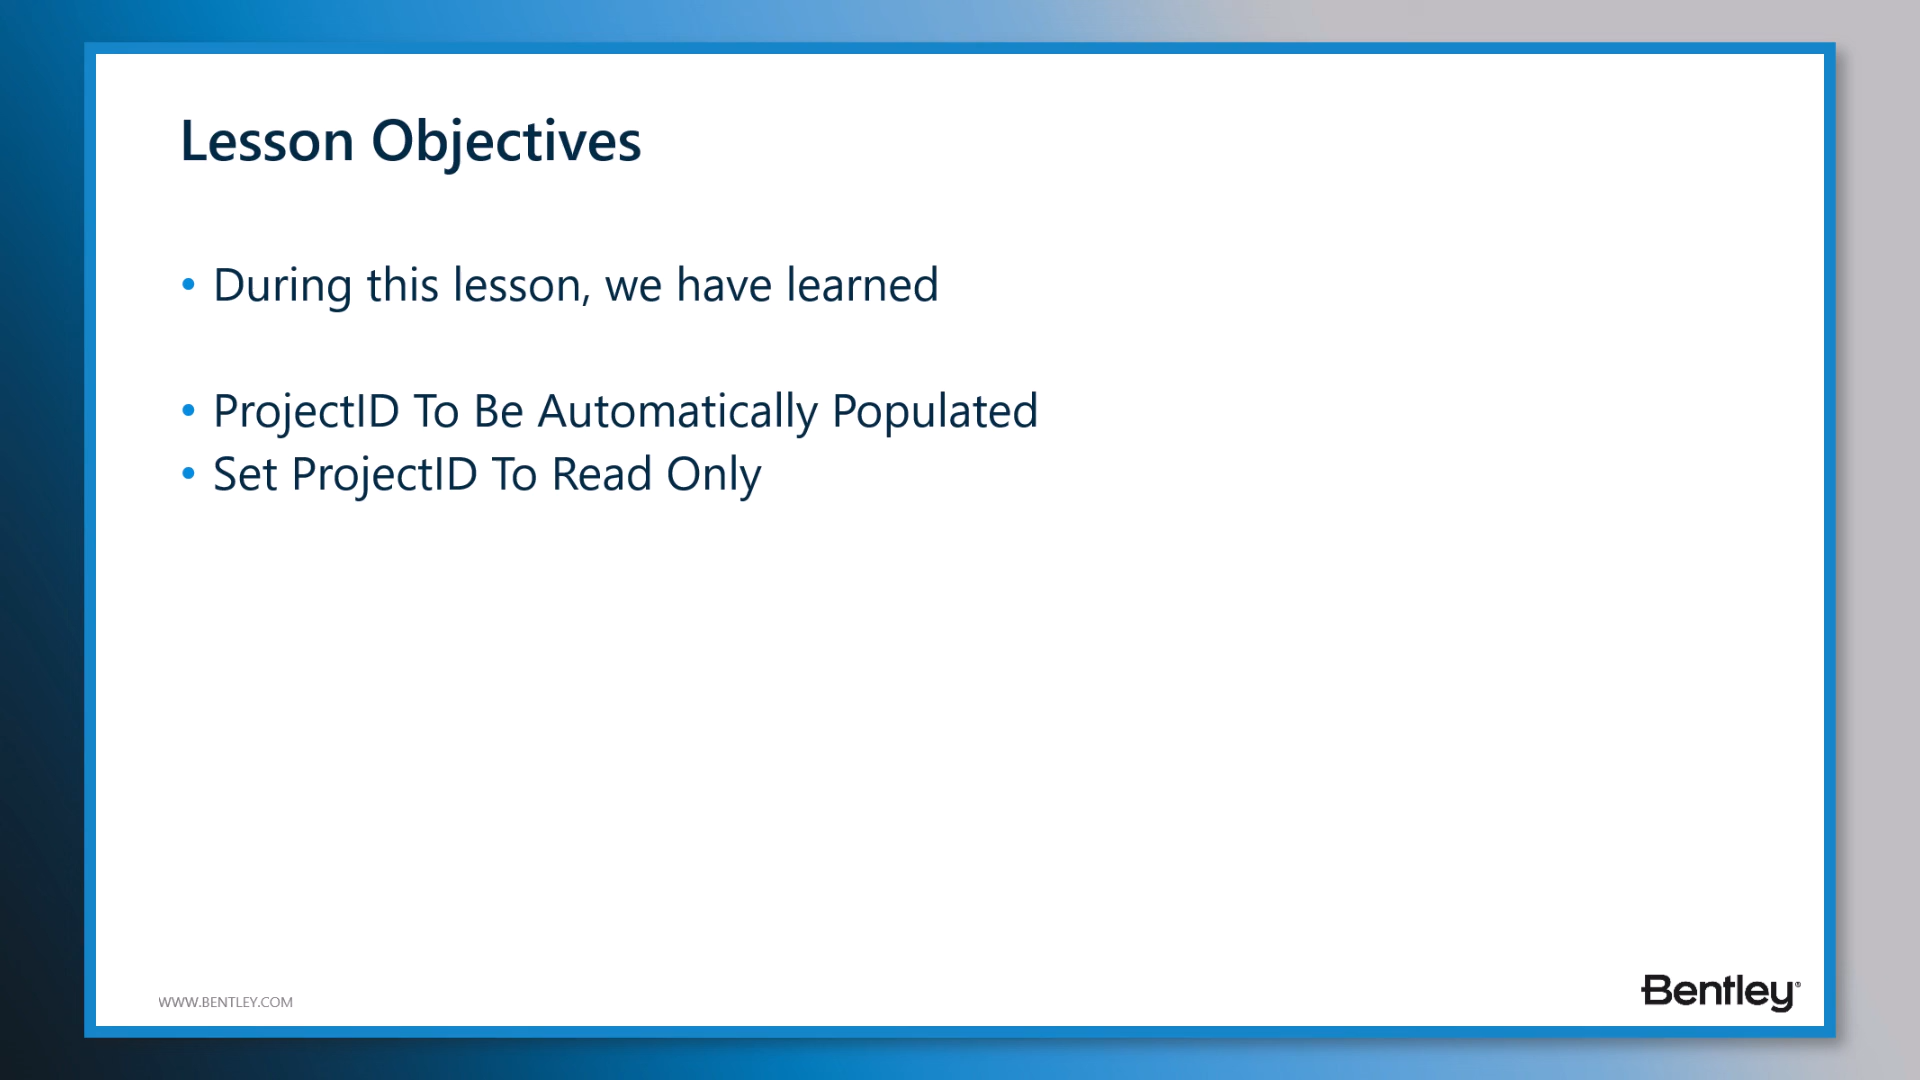 Lesson Objectives
• During this lesson, we have learned
• ProjectID To Be Automatically Populated
• Set ProjectID To Read Only
WWW.BENTLEY.COM
Bentley®